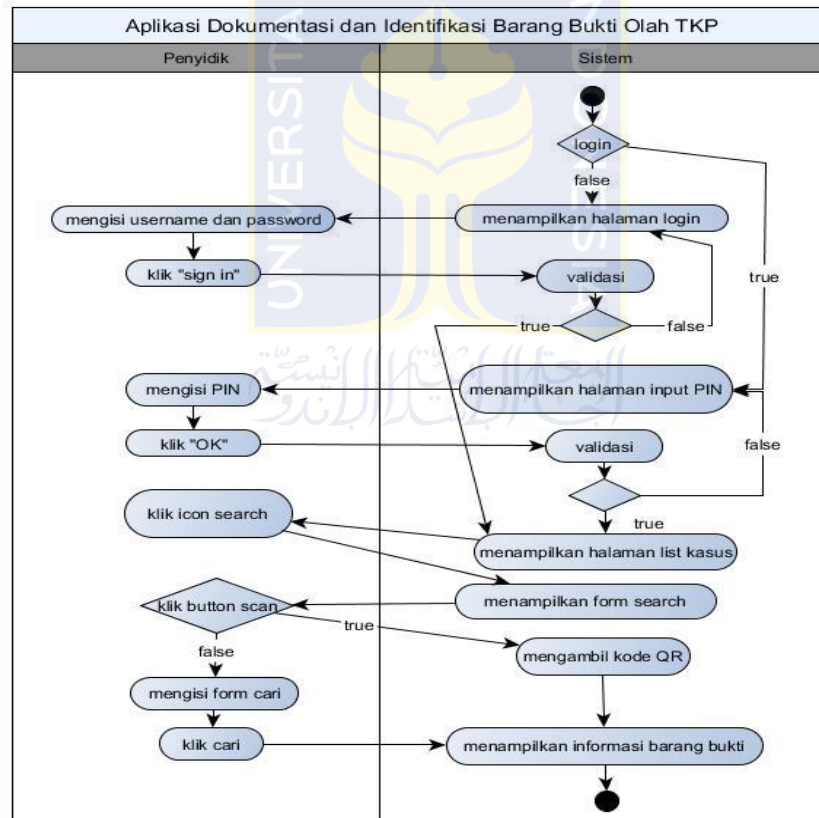 Aplikasi Dokumentasi dan Identifikasi Barang Bukti Olah TKP
Penyidik
Sistem
login
false
true
menampilkan halaman login
mengisi username dan password
klik "sign in"
validasi
true
false
menampilkan halaman input PIN
mengisi PIN
klik "OK"
validasi
false
true
menampilkan halaman list kasus
klik icon search
menampilkan form search
klik button scan
true
false
mengambil kode QR
mengisi form cari
klik cari
menampilkan informasi barang bukti